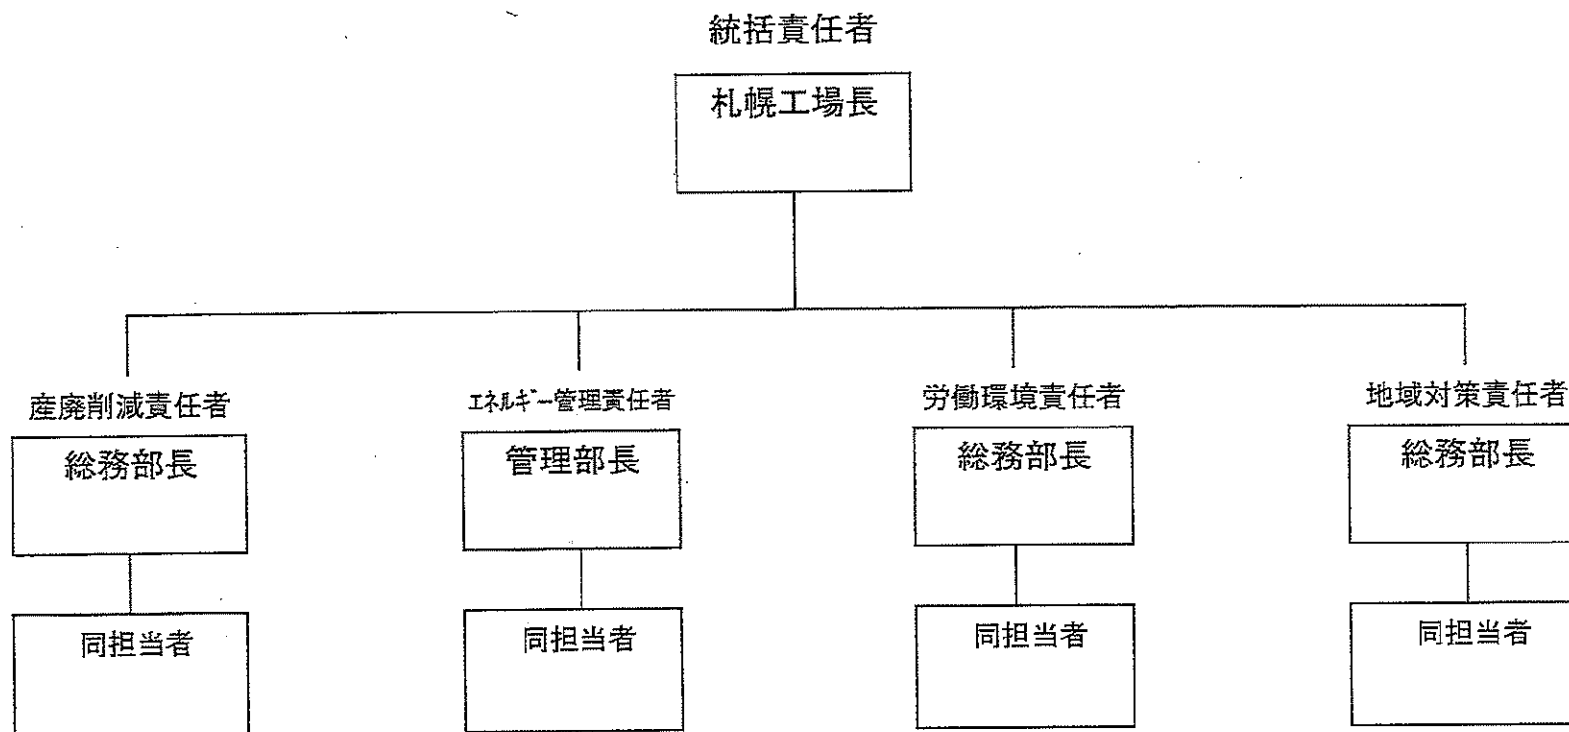 統括責任者
札幌工場長
産廃削減責任者
総務部長
同担当者
エネルギー管理責任者
管理部長
同担当者
労働環境責任者
総務部長
同担当者
地域対策責任者
総務部長
同担当者